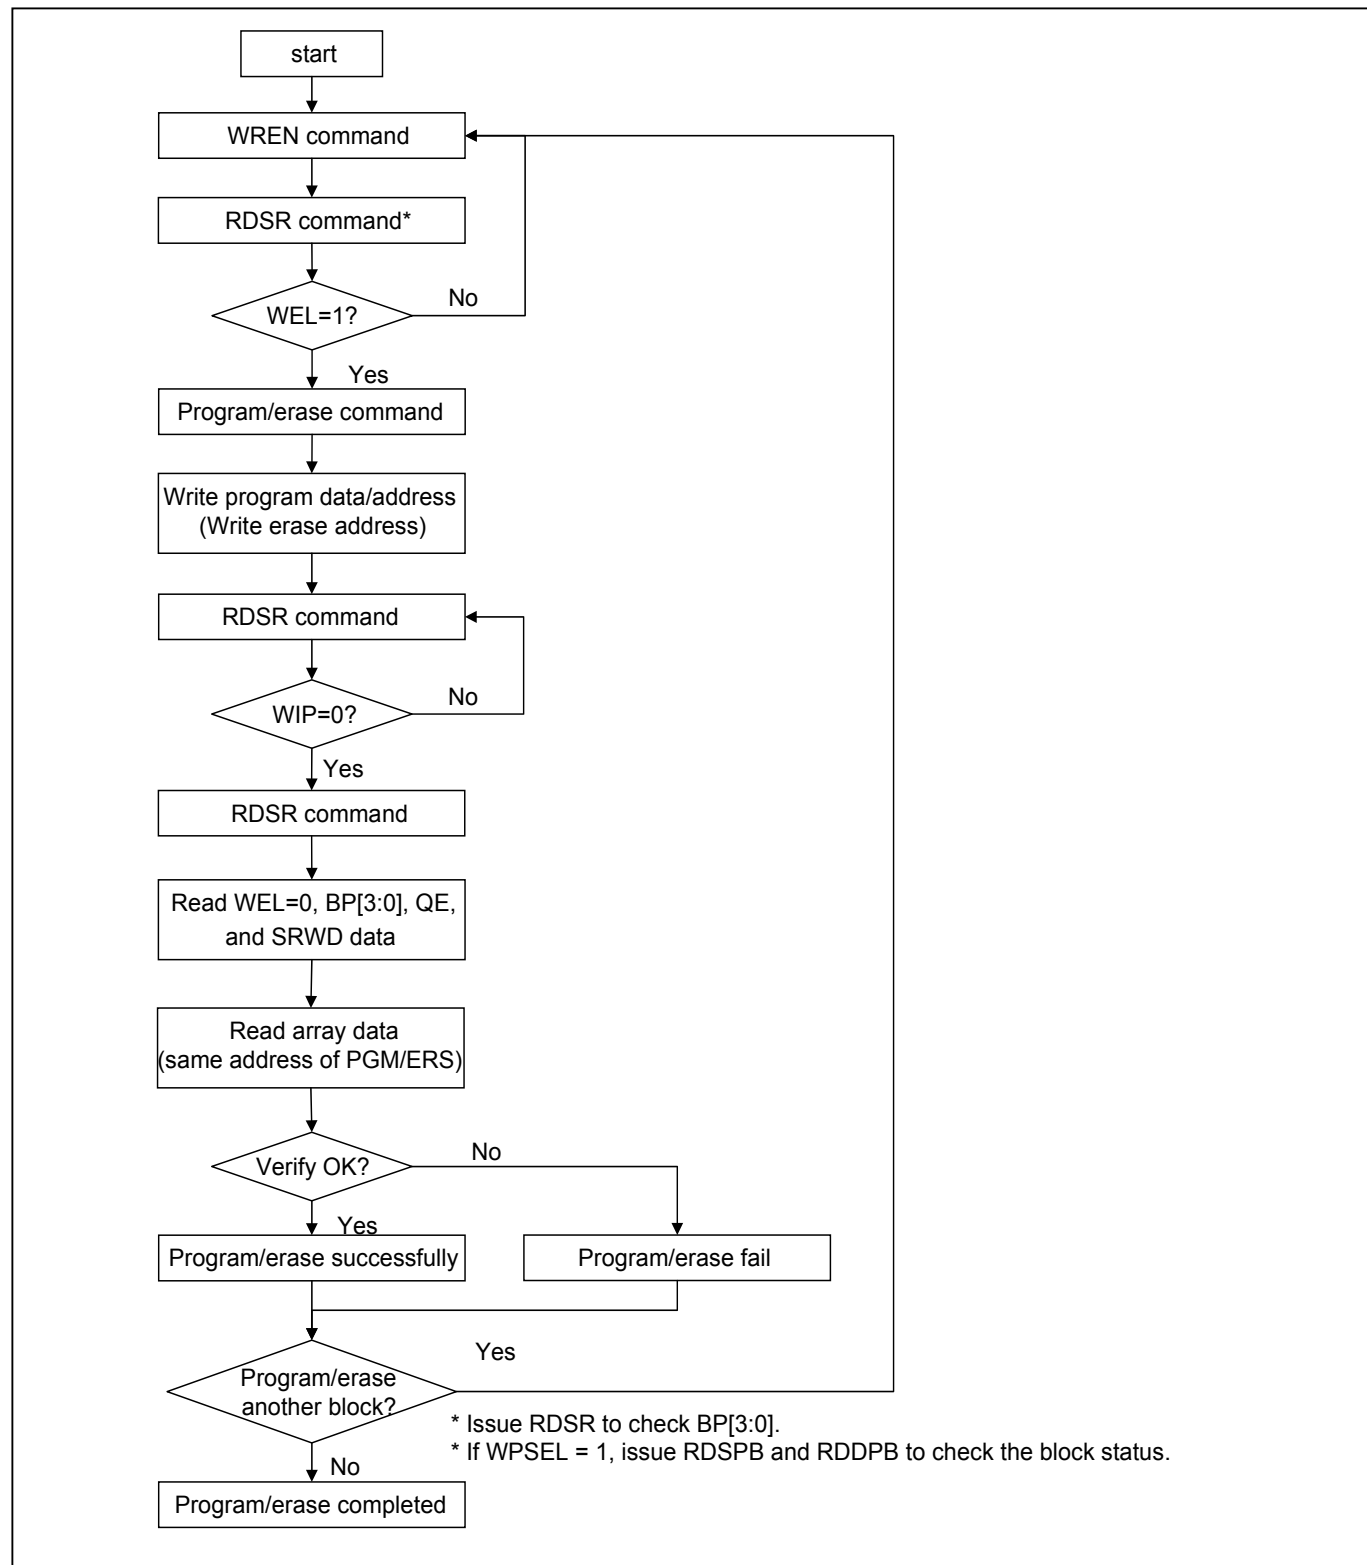 start
WREN command
RDSR command*
WEL=1?
No
Yes
Program/erase command
Write program data/address
(Write erase address)
RDSR command
WIP=0?
No
Yes
RDSR command
Read WEL=0, BP[3:0], QE,
and SRWD data
Read array data
(same address of PGM/ERS)
Verify OK?
No
Yes
Program/erase successfully
Program/erase fail
Yes
Program/erase
another block?
* Issue RDSR to check BP[3:0].
* If WPSEL = 1, issue RDSPB and RDDPB to check the block status.
No
Program/erase completed